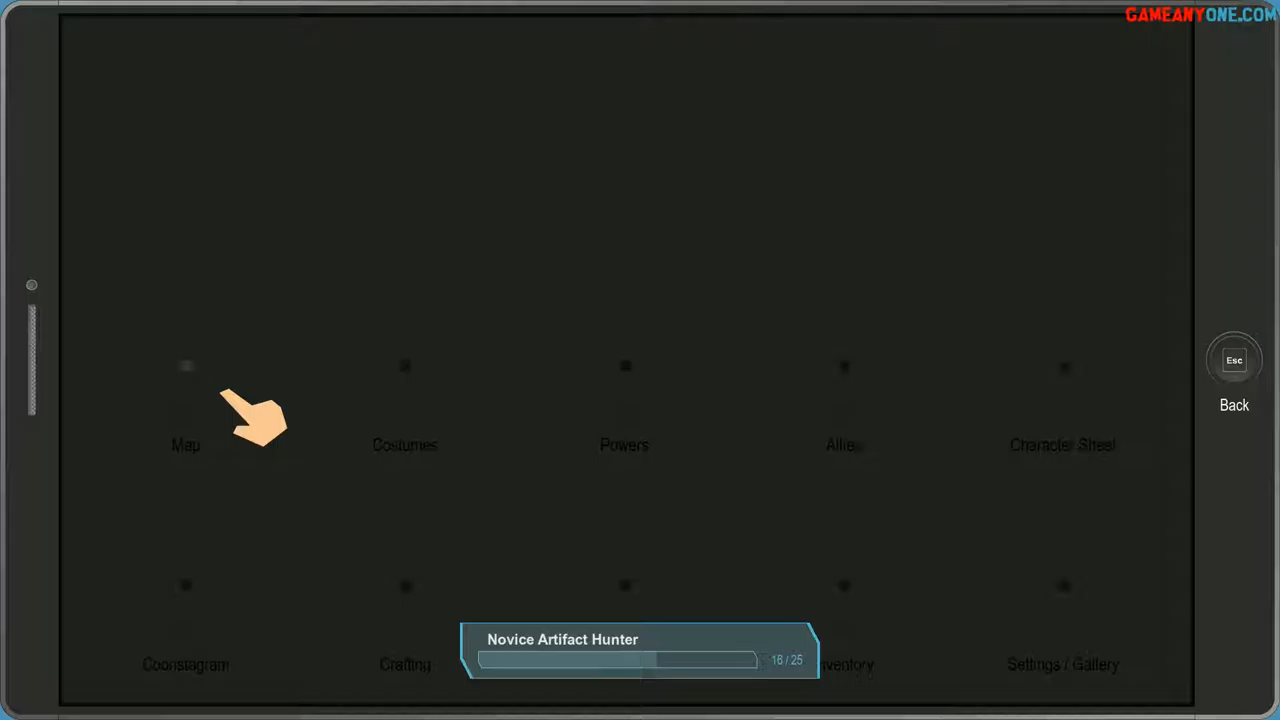 GAMEANYONE.COM
Esc
Back
Map
Costumes
Powers
Allies
Character Sheet
Novice Artifact Hunter
16 / 25
Coonstagram
Crafting
Inventory
Settings / Gallery